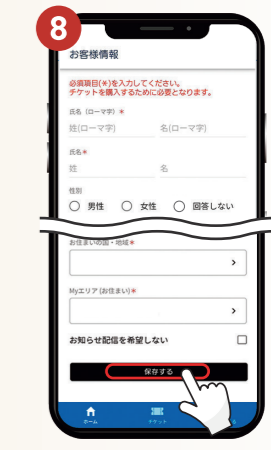 8
お客様情報
必須項目(*)を入力してください。
チケットを購入するために必要となります。
氏名 (ローマ字) *
姓(ローマ字) 名(ローマ字)
氏名*
姓 名
性別
男性 女性 回答しない
お住まいの国・地域*
Myエリア (お住まい)*
お知らせ配信を希望しない
保存する
ホーム チケット